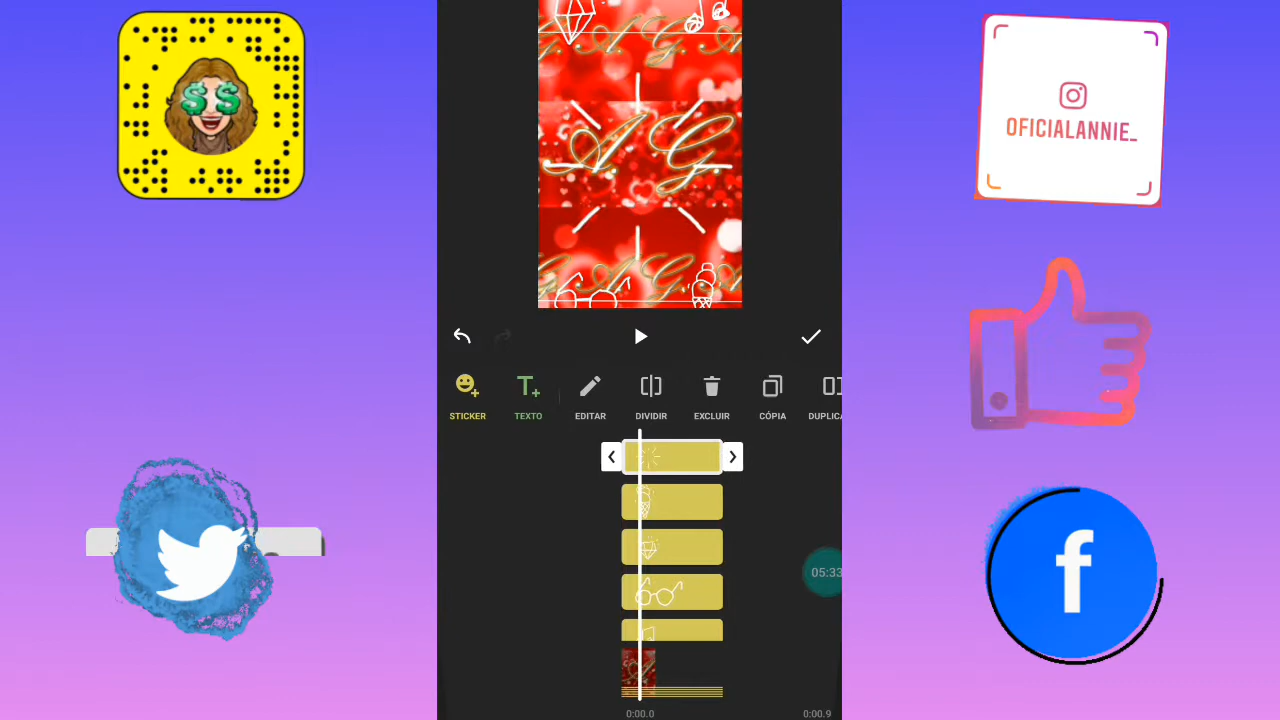 G. A G. A
A G
G. A G. A
OFICIALANNIE_
STICKER
TEXTO
EDITAR
DIVIDIR
EXCLUIR
CÓPIA
DUPLICA
05:33
f
0:00.0
0:00.9